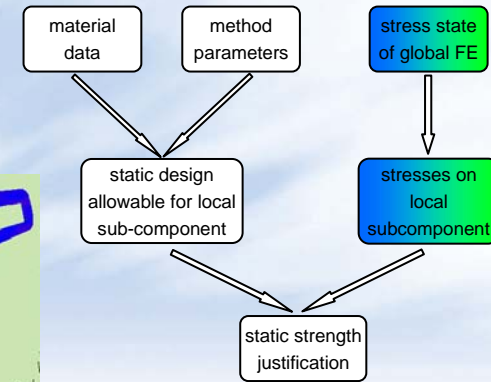 material
data
method
parameters
stress state
of global FE
static design
allowable for local
sub-component
stresses on
local
subcomponent
static strength
justification